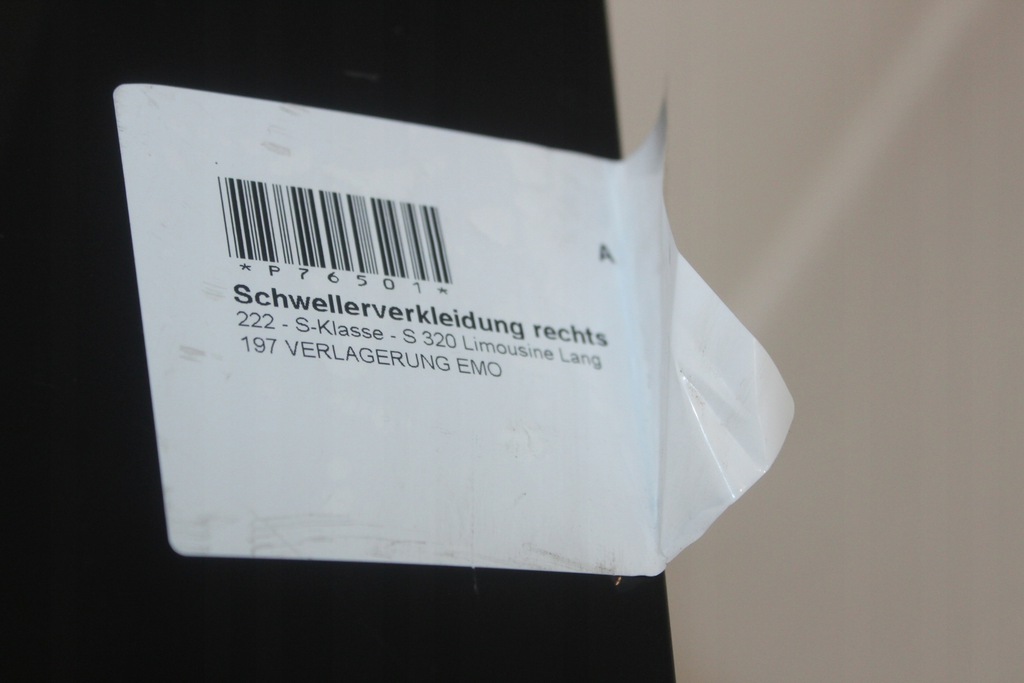 A
*P76501*
Schwellerverkleidung rechts
222 - S-Klasse - S 320 Limousine Lang
197 VERLAGERUNG EMO